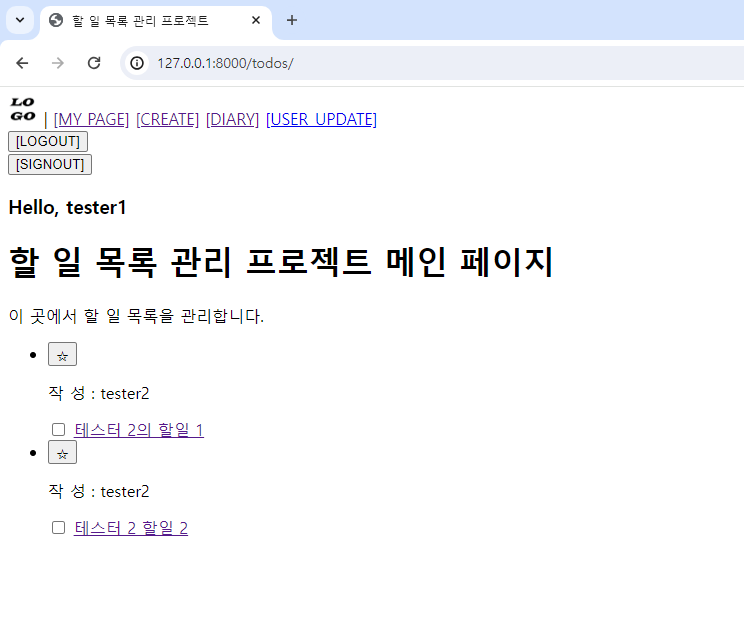 할 일 목록 관리 프로젝트
127.0.0.1:8000/todos/
LO
GO | [MY PAGE] [CREATE] [DIARY] [USER_UPDATE]
[LOGOUT]
[SIGNOUT]
Hello, tester1
할 일 목록 관리 프로젝트 메인 페이지
이 곳에서 할 일 목록을 관리합니다.
☆
작 성 : tester2
테스터 2의 할일 1
☆
작 성 : tester2
테스터 2 할일 2